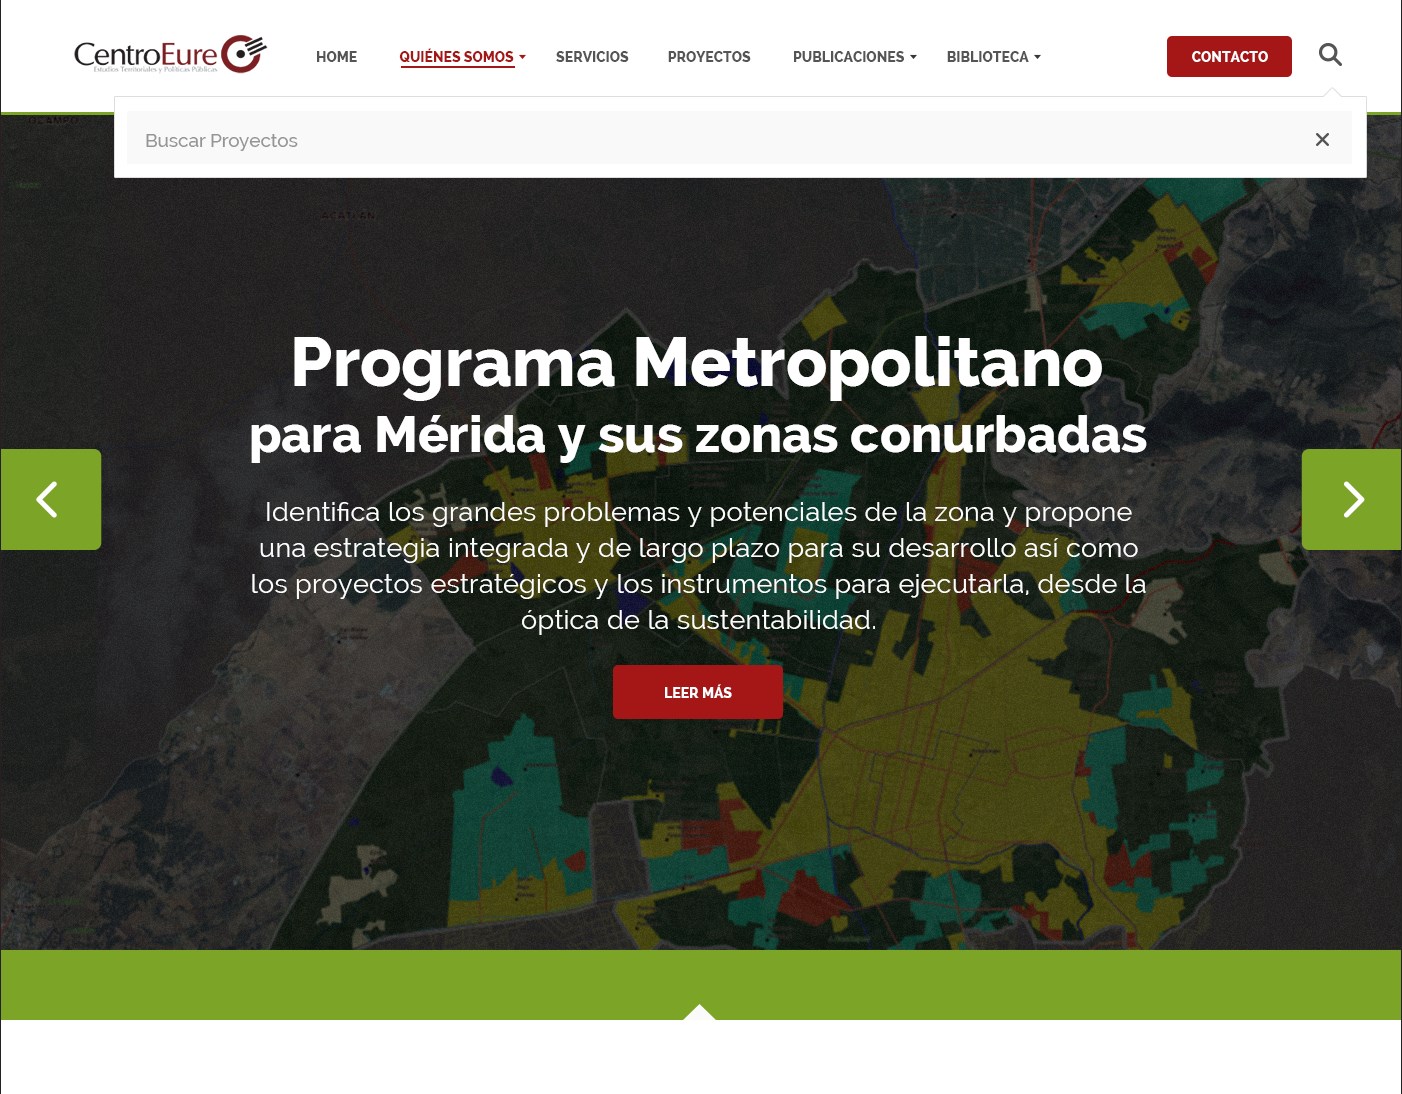 CentroEure
Estudios Territoriales y Políticas Públicas
HOME
QUIÉNES SOMOS
SERVICIOS
PROYECTOS
PUBLICACIONES
BIBLIOTECA
CONTACTO
Buscar Proyectos
OZAMPO
ACATLAN
Programa Metropolitano
para Mérida y sus zonas conurbadas
Identifica los grandes problemas y potenciales de la zona y propone
una estrategia integrada y de largo plazo para su desarrollo así como
los proyectos estratégicos y los instrumentos para ejecutarla, desde la
óptica de la sustentabilidad.
LEER MÁS